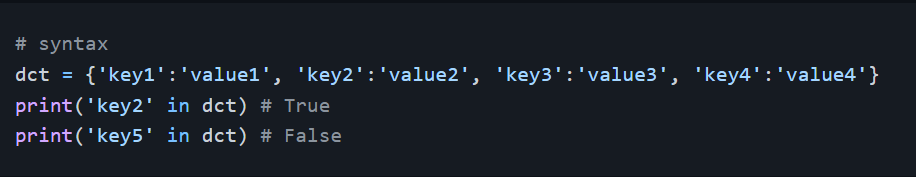 # syntax
dct = {'key1':'value1', 'key2':'value2', 'key3':'value3', 'key4':'value4'}
print('key2' in dct) # True
print('key5' in dct) # False